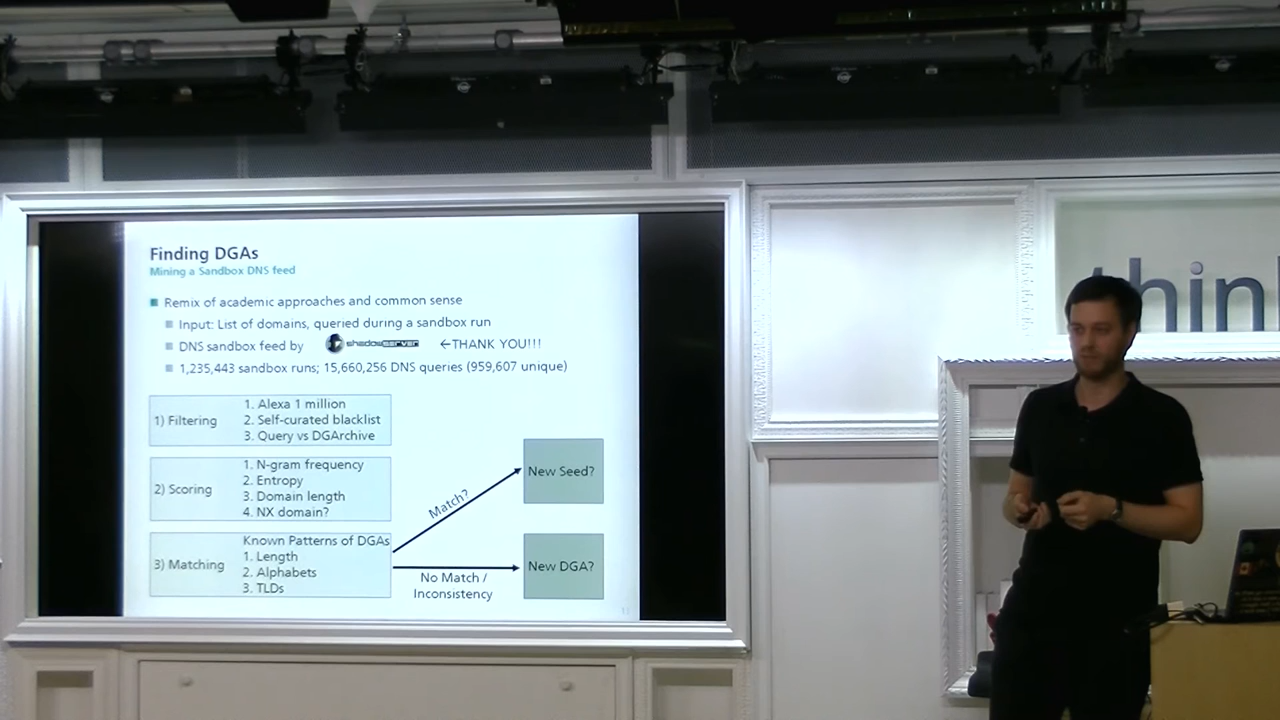 Finding DGAs
Mining a Sandbox DNS feed
Remix of academic approaches and common sense
Input: List of domains, queried during a sandbox run
DNS sandbox feed by shadowserver ←THANK YOU!!!
1,235,443 sandbox runs; 15,660,256 DNS queries (959,607 unique)
1) Filtering
1. Alexa 1 million
2. Self-curated blacklist
3. Query vs DGArchive
2) Scoring
1. N-gram frequency
2. Entropy
3. Domain length
4. NX domain?
3) Matching
Known Patterns of DGAs
1. Length
2. Alphabets
3. TLDs
Match?
New Seed?
No Match /
Inconsistency
New DGA?
thin